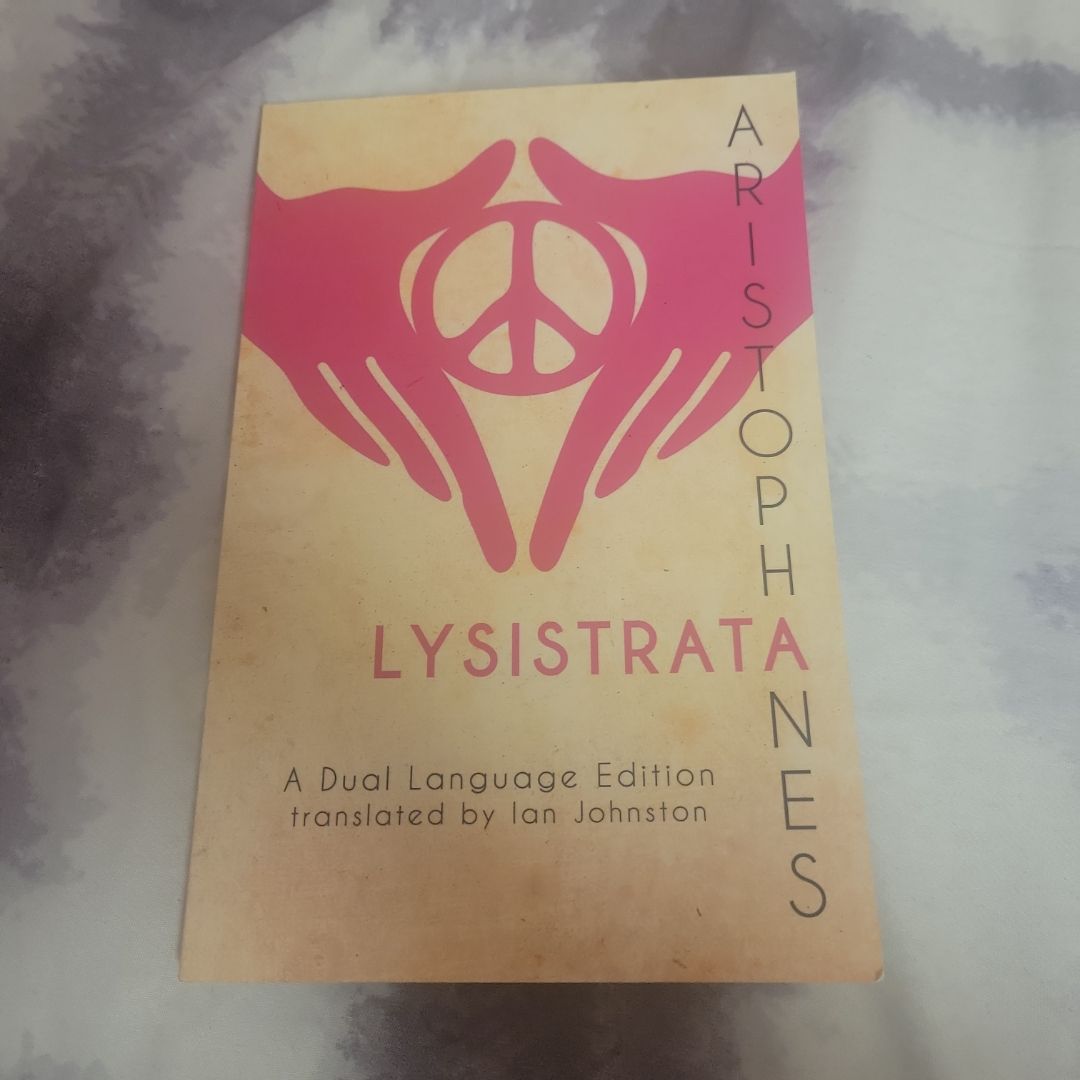 ARISTOPHANES
LYSISTRATA
A Dual Language Edition
translated by Ian Johnston